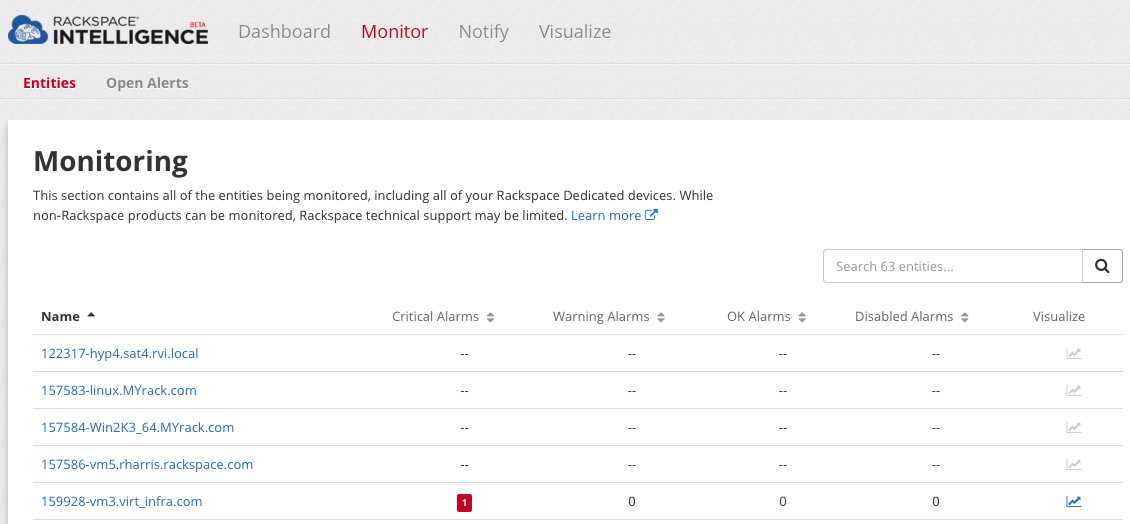 RACKSPACE® BETA
INTELLIGENCE
Dashboard Monitor Notify Visualize
Entities Open Alerts
Monitoring
This section contains all of the entities being monitored, including all of your Rackspace Dedicated devices. While
non-Rackspace products can be monitored, Rackspace technical support may be limited. Learn more
Search 63 entities...
Name Critical Alarms Warning Alarms OK Alarms Disabled Alarms Visualize
122317-hyp4.sat4.rvi.local -- -- -- --
157583-linux.MYrack.com -- -- -- --
157584-Win2K3_64.MYrack.com -- -- -- --
157586-vm5.rharris.rackspace.com -- -- -- --
159928-vm3.virt_infra.com 1 0 0 0